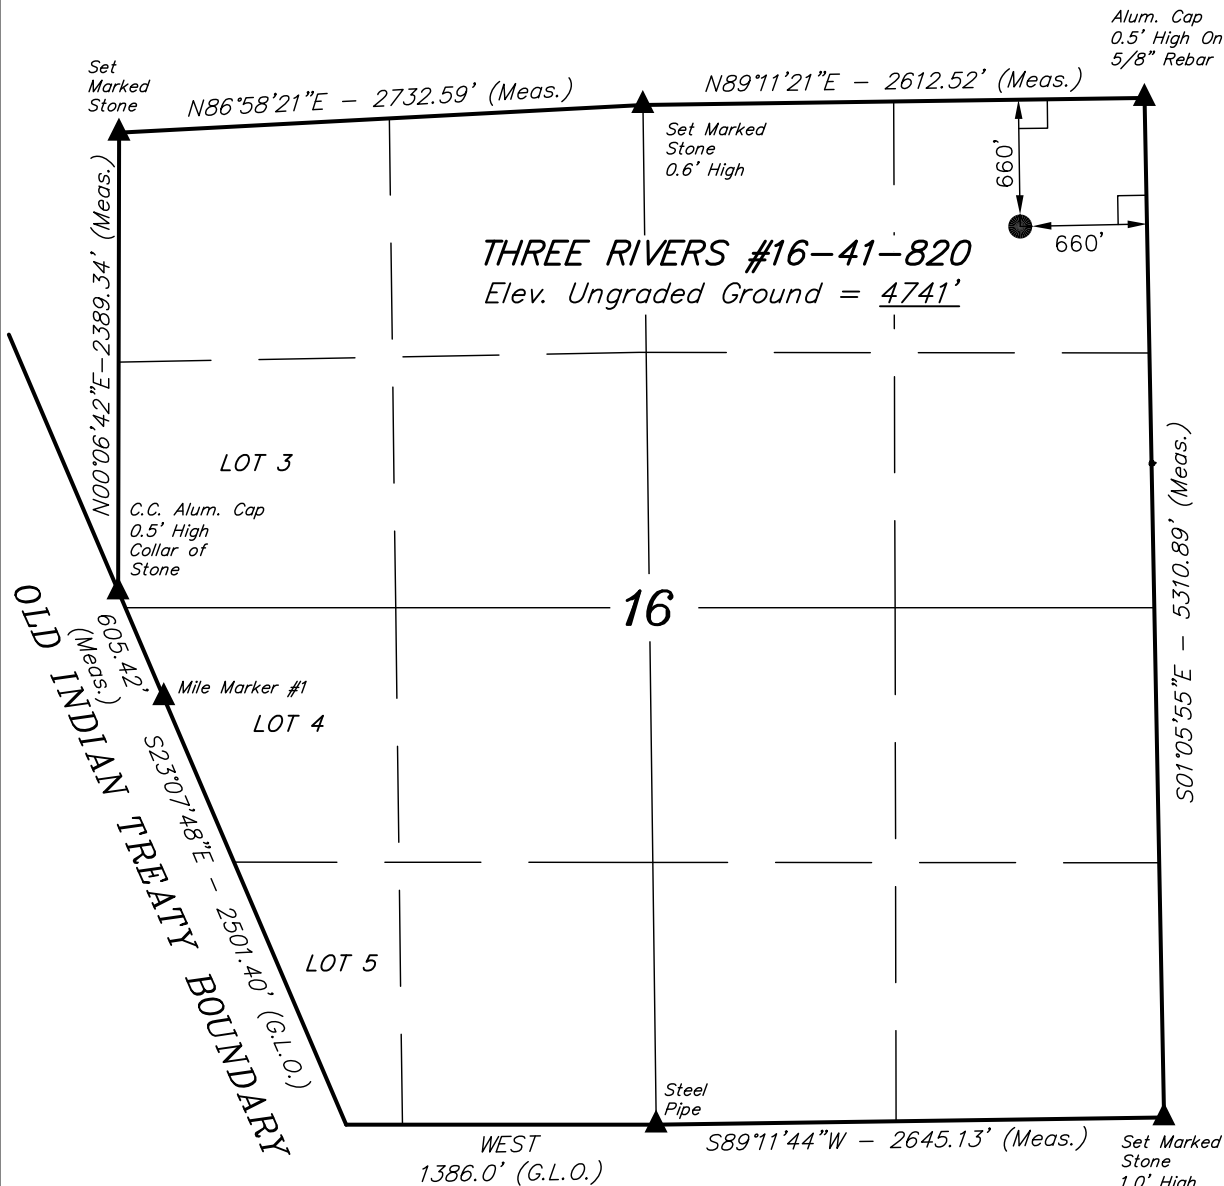 Alum. Cap
0.5' High On
5/8" Rebar
Set
Marked
Stone
N86°58'21"E - 2732.59' (Meas.)
N89°11'21"E - 2612.52' (Meas.)
Set Marked
Stone
0.6' High
660'
660'
THREE RIVERS #16-41-820
Elev. Ungraded Ground = 4741'
N00°06'42"E-2389.34' (Meas.)
LOT 3
C.C. Alum. Cap
0.5' High
Collar of
Stone
16
S01°05'55"E - 5310.89' (Meas.)
605.42'
(Meas.)
Mile Marker #1
LOT 4
OLD INDIAN TREATY BOUNDARY
S23°07'48"E - 2501.40' (G.L.O.)
LOT 5
Steel
Pipe
WEST
1386.0' (G.L.O.)
S89°11'44"W - 2645.13' (Meas.)
Set Marked
Stone
1.0' High